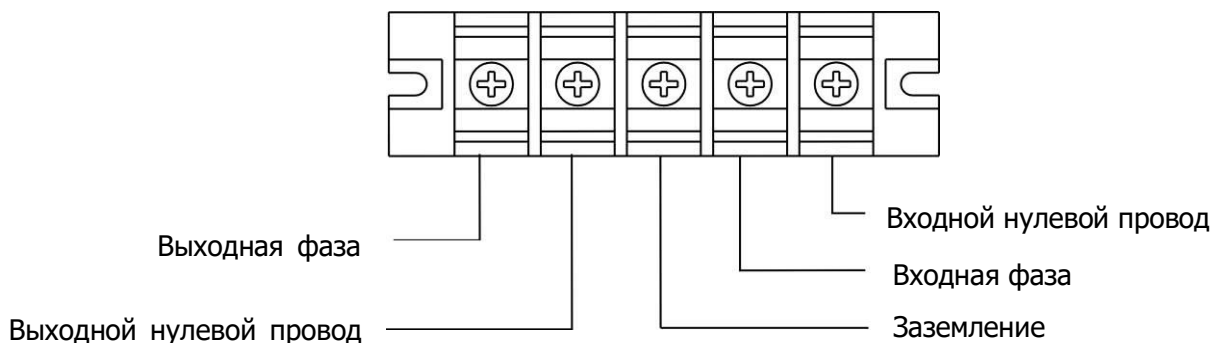 Входной нулевой провод
Выходная фаза
Входная фаза
Выходной нулевой провод
Заземление